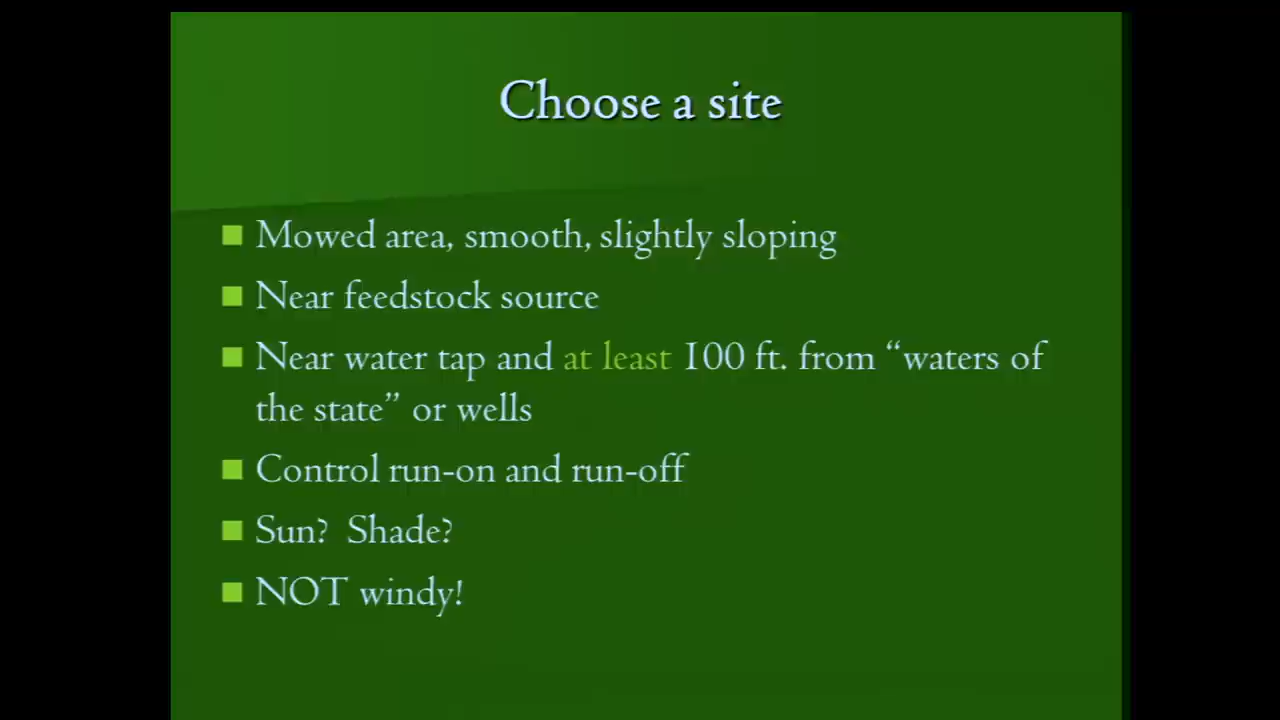 Choose a site
Mowed area, smooth, slightly sloping
Near feedstock source
Near water tap and at least 100 ft. from “waters of
the state” or wells
Control run-on and run-off
Sun?  Shade?
NOT windy!